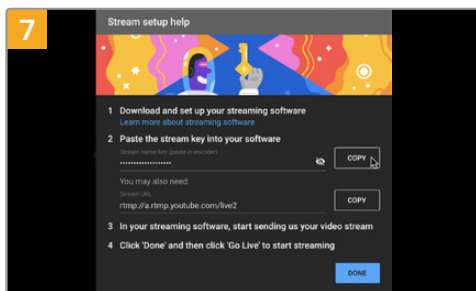 7
Stream setup help
1 Download and set up your streaming software
Learn more about streaming software
2 Paste the stream key into your software
Stream name/key (paste in encoder)
••••••••••••••••••••
COPY
You may also need:
Stream URL
rtmp://a.rtmp.youtube.com/live2
COPY
3 In your streaming software, start sending us your video stream
4 Click 'Done' and then click 'Go Live' to start streaming
DONE